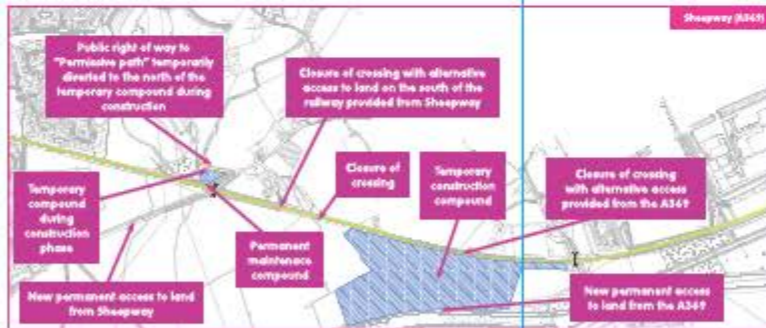 Sheepway (A369)
Public right of way to
"Permissive path" temporarily
diverted to the north of the
temporary compound during
construction
Closure of crossing with alternative
access to land on the south of the
railway provided from Sheepway
Temporary
compound
during
construction
phase
Closure of
crossing
Temporary
construction
compound
Closure of crossing
with alternative access
provided from the A369
Permanent
maintenace
compound
New permanent access to land
from Sheepway
New permanent access
to land from the A369